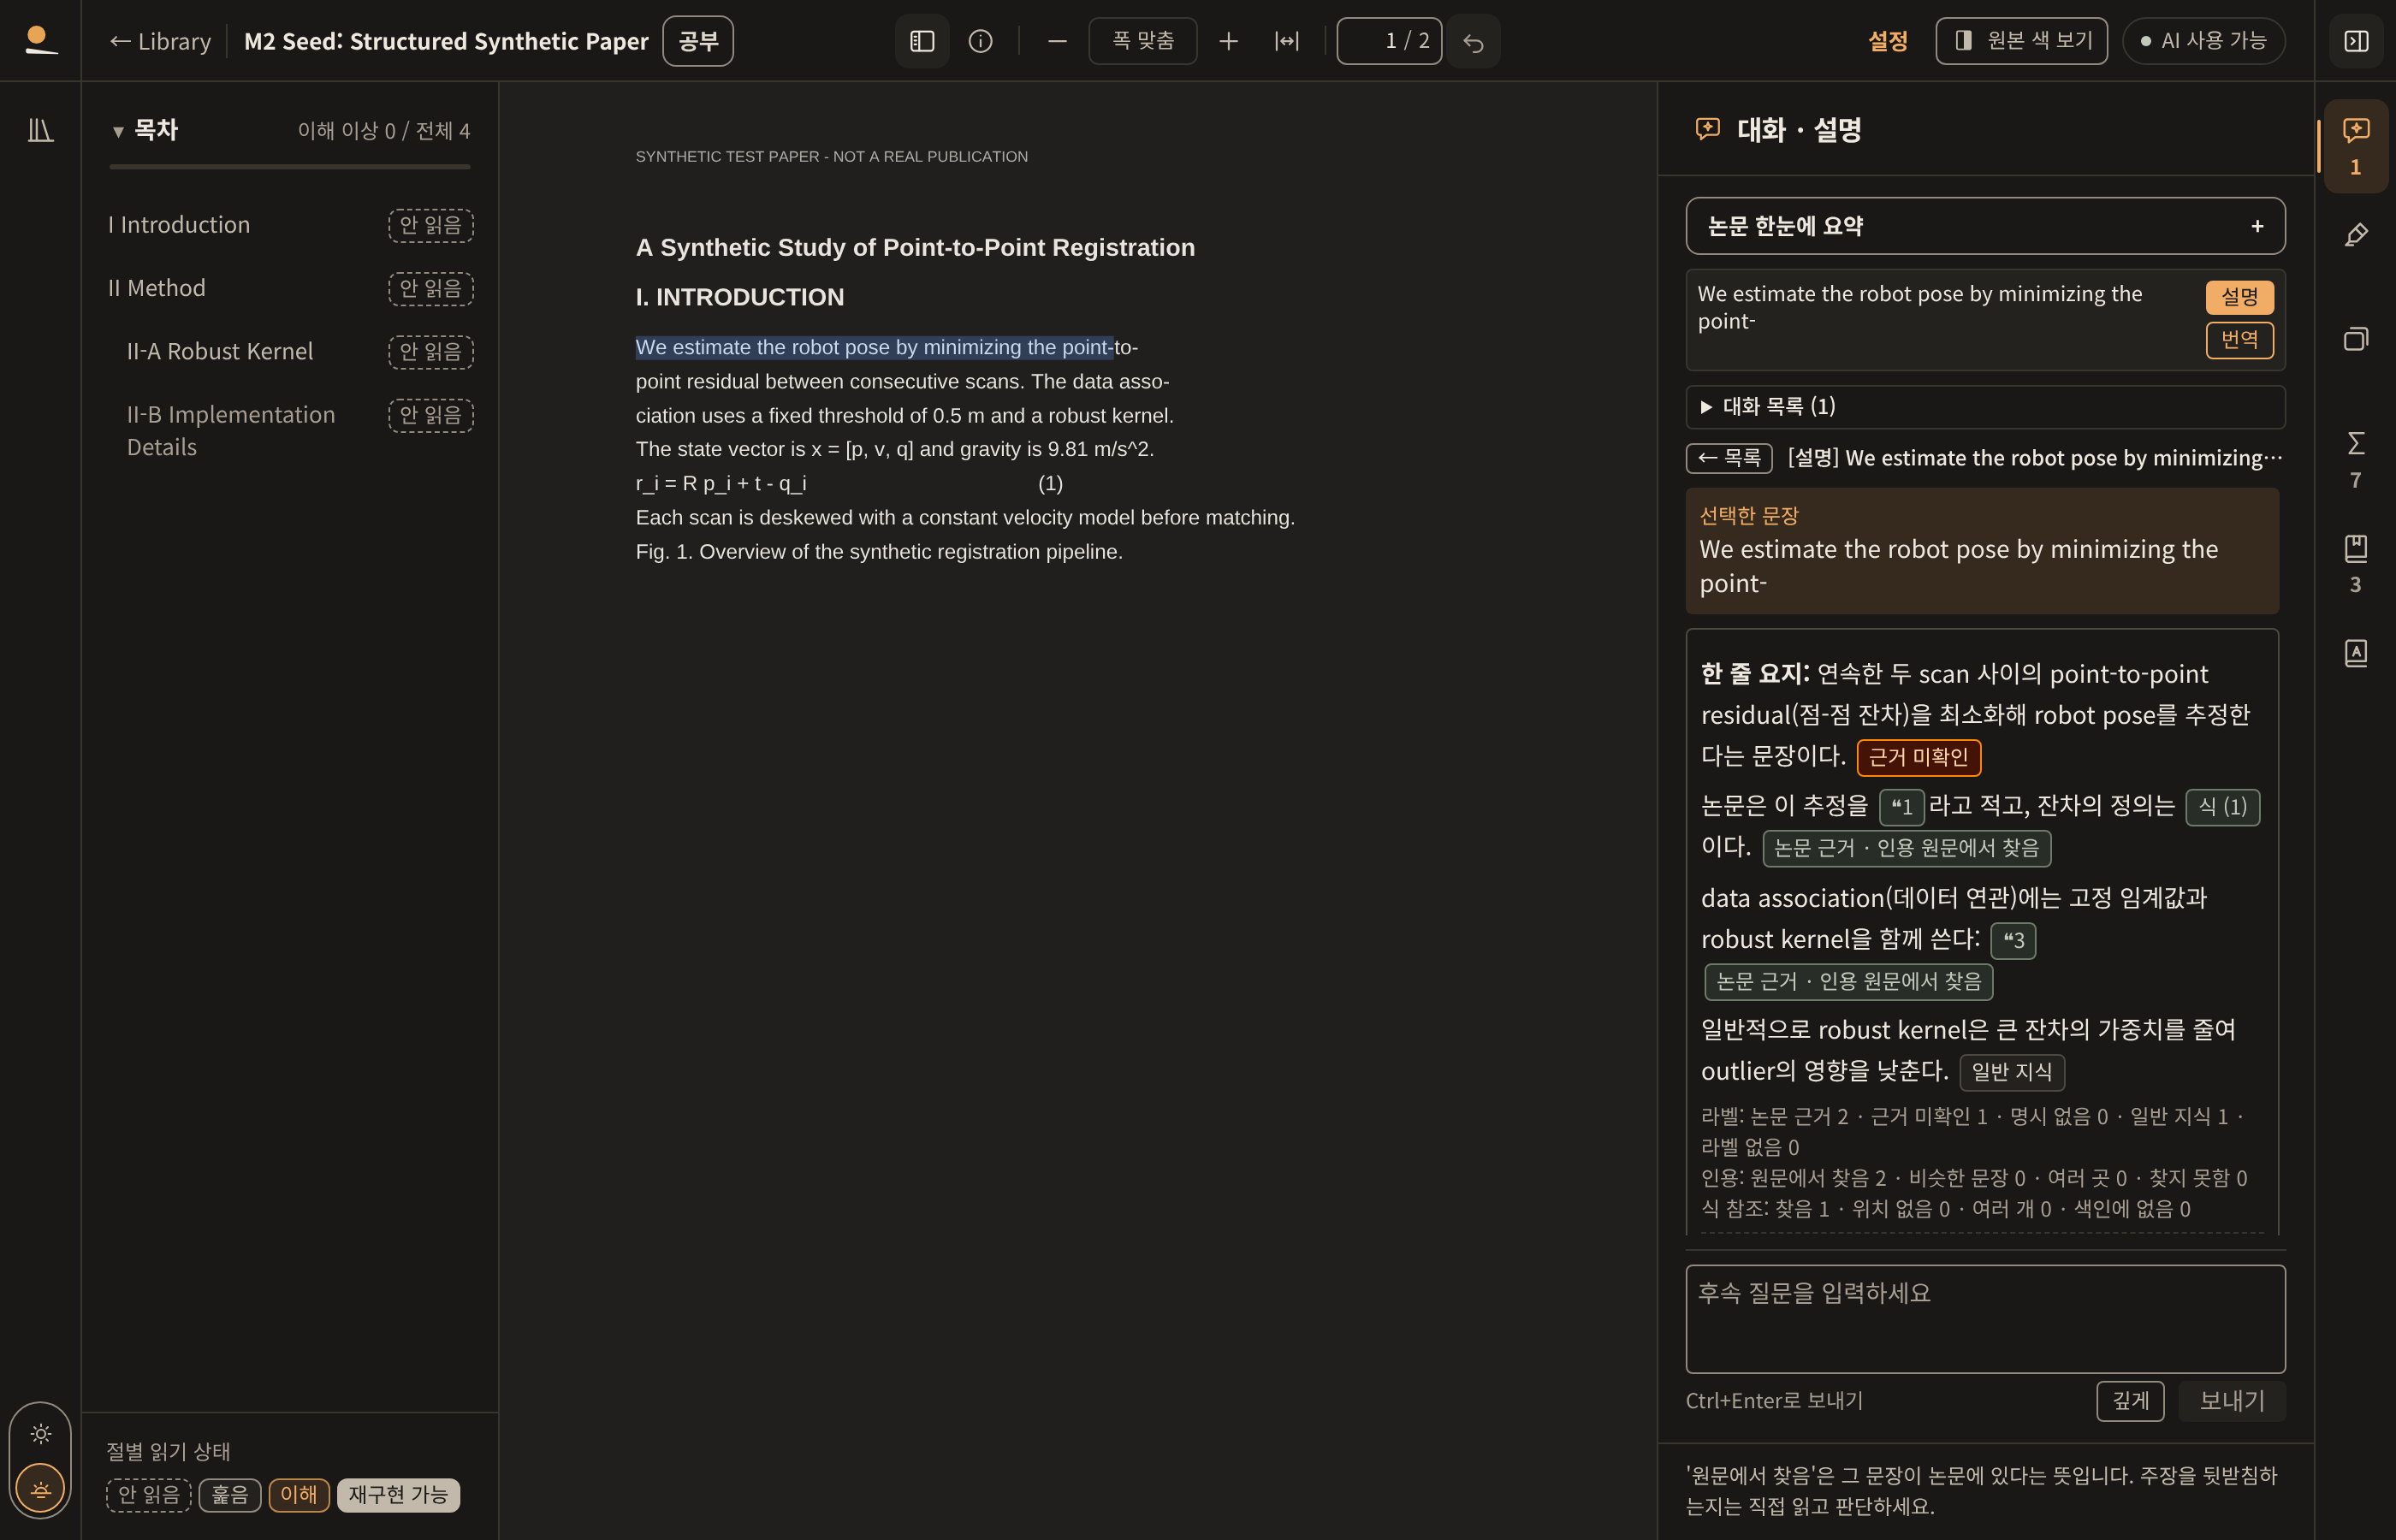 ← Library
M2 Seed: Structured Synthetic Paper
공부
폭 맞춤
1 / 2
설정
원본 색 보기
AI 사용 가능
▼ 목차
이해 이상 0 / 전체 4
I Introduction
안 읽음
II Method
안 읽음
II-A Robust Kernel
안 읽음
II-B Implementation
Details
안 읽음
절별 읽기 상태
안 읽음
훑음
이해
재구현 가능
SYNTHETIC TEST PAPER - NOT A REAL PUBLICATION
A Synthetic Study of Point-to-Point Registration
I. INTRODUCTION
We estimate the robot pose by minimizing the point-to-
point residual between consecutive scans. The data asso-
ciation uses a fixed threshold of 0.5 m and a robust kernel.
The state vector is x = [p, v, q] and gravity is 9.81 m/s^2.
r_i = R p_i + t - q_i (1)
Each scan is deskewed with a constant velocity model before matching.
Fig. 1. Overview of the synthetic registration pipeline.
대화 · 설명
논문 한눈에 요약 +
We estimate the robot pose by minimizing the
point-
설명
번역
▶ 대화 목록 (1)
← 목록
[설명] We estimate the robot pose by minimizing…
선택한 문장
We estimate the robot pose by minimizing the
point-
한 줄 요지: 연속한 두 scan 사이의 point-to-point
residual(점-점 잔차)을 최소화해 robot pose를 추정한
다는 문장이다. 근거 미확인
논문은 이 추정을 ❝1 라고 적고, 잔차의 정의는 식 (1)
이다. 논문 근거 · 인용 원문에서 찾음
data association(데이터 연관)에는 고정 임계값과
robust kernel을 함께 쓴다: ❝3
논문 근거 · 인용 원문에서 찾음
일반적으로 robust kernel은 큰 잔차의 가중치를 줄여
outlier의 영향을 낮춘다. 일반 지식
라벨: 논문 근거 2 · 근거 미확인 1 · 명시 없음 0 · 일반 지식 1 ·
라벨 없음 0
인용: 원문에서 찾음 2 · 비슷한 문장 0 · 여러 곳 0 · 찾지 못함 0
식 참조: 찾음 1 · 위치 없음 0 · 여러 개 0 · 색인에 없음 0
후속 질문을 입력하세요
Ctrl+Enter로 보내기
깊게
보내기
'원문에서 찾음'은 그 문장이 논문에 있다는 뜻입니다. 주장을 뒷받침하
는지는 직접 읽고 판단하세요.
1
Σ
7
3
A